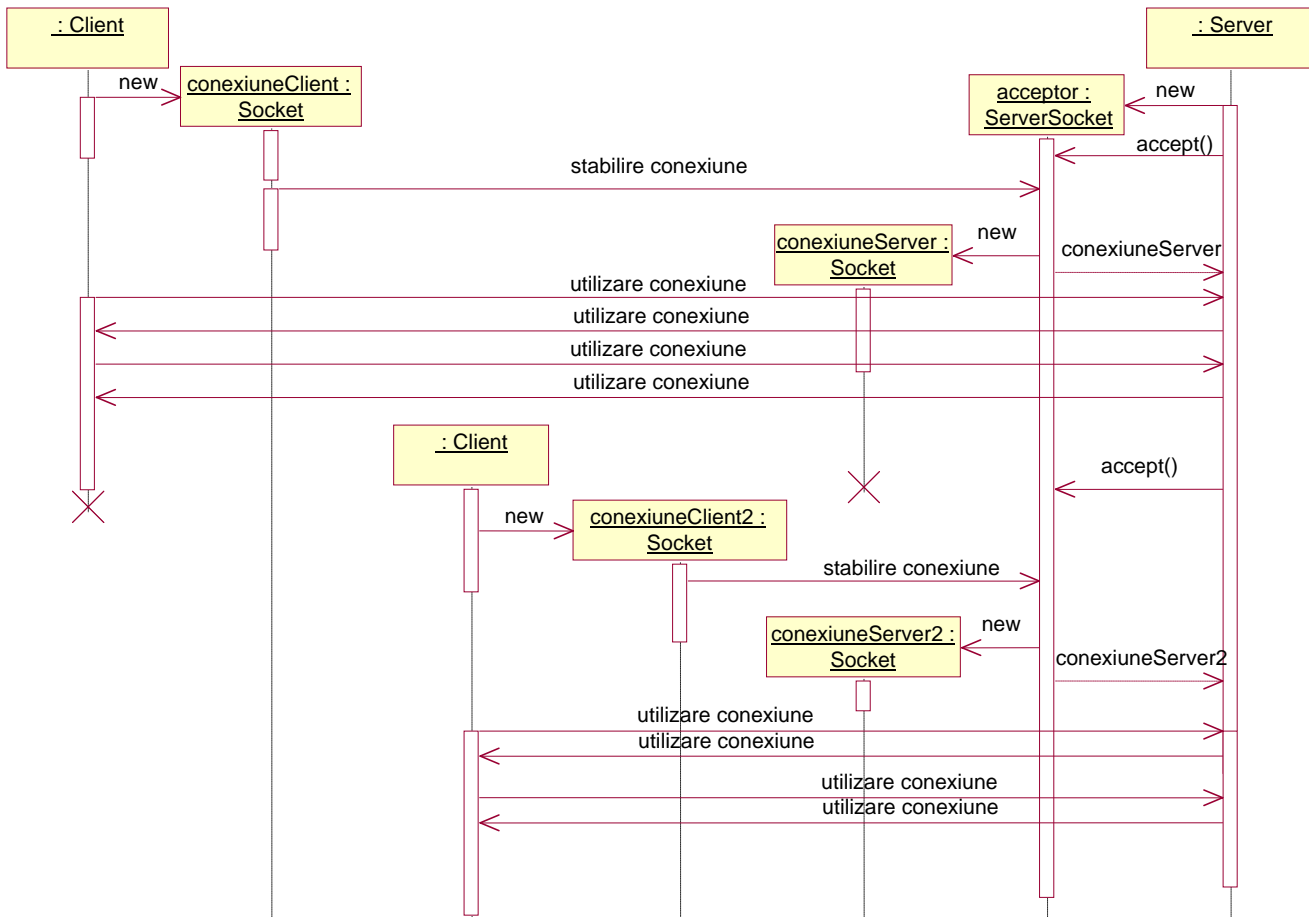 : Client
: Server
new
conexiuneClient :
Socket
acceptor :
ServerSocket
new
accept()
stabilire conexiune
conexiuneServer :
Socket
new
conexiuneServer
utilizare conexiune
utilizare conexiune
utilizare conexiune
utilizare conexiune
: Client
accept()
new
conexiuneClient2 :
Socket
stabilire conexiune
conexiuneServer2 :
Socket
new
conexiuneServer2
utilizare conexiune
utilizare conexiune
utilizare conexiune
utilizare conexiune